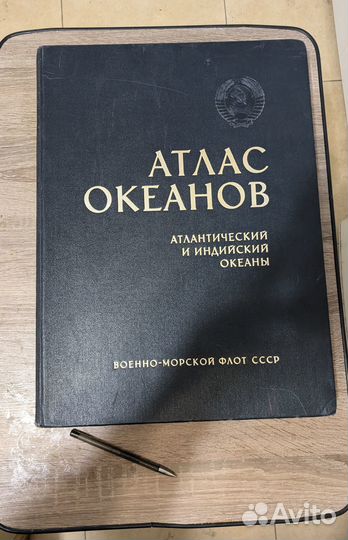 АТЛАС
ОКЕАНОВ
АТЛАНТИЧЕСКИЙ
И ИНДИЙСКИЙ
ОКЕАНЫ
ВОЕННО-МОРСКОЙ ФЛОТ СССР
Avito